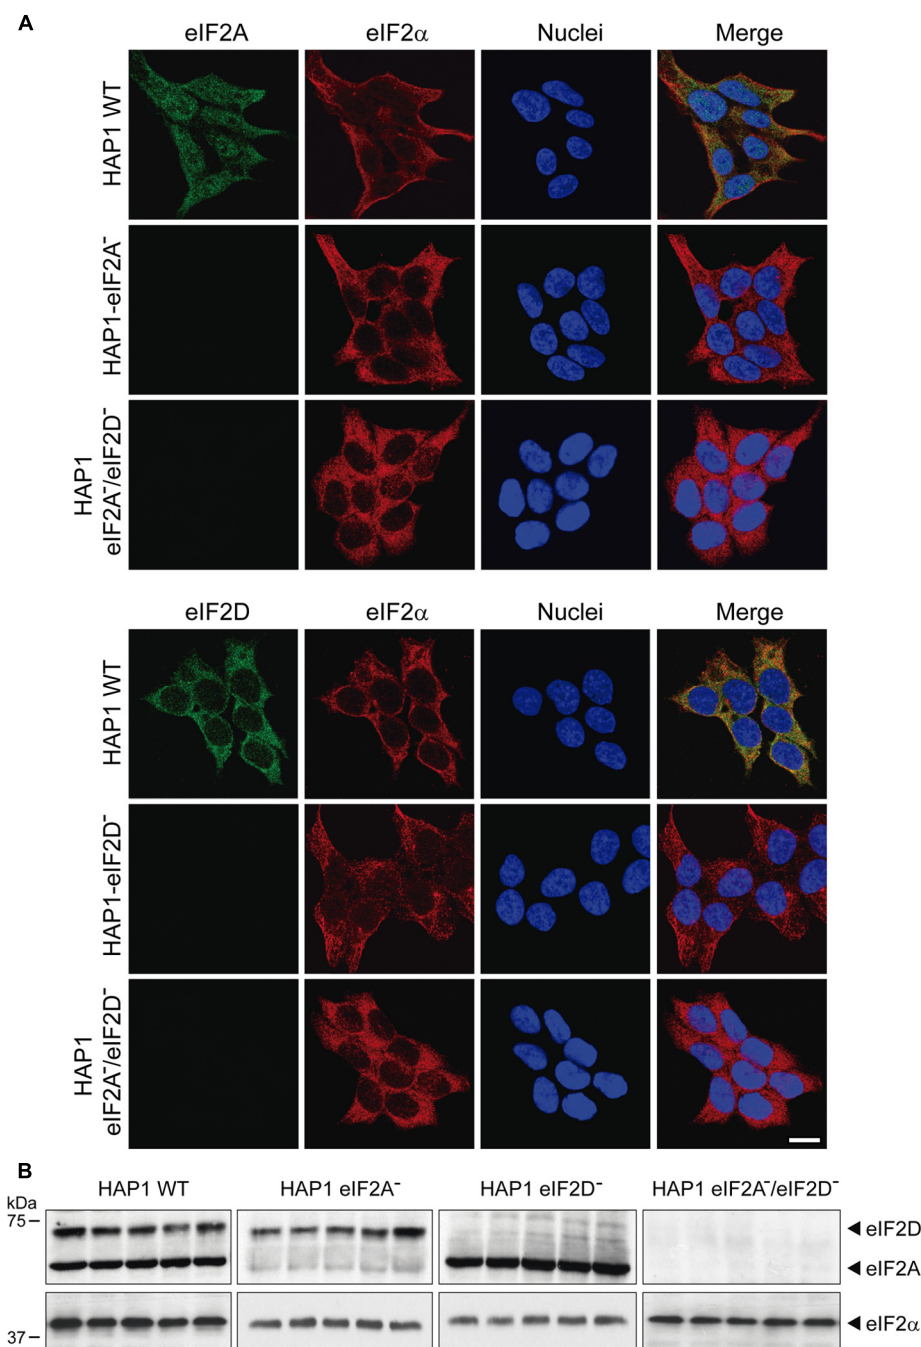 A
eIF2A eIF2α Nuclei Merge
HAP1 WT
HAP1-eIF2A⁻
HAP1
eIF2A⁻/eIF2D⁻
eIF2D eIF2α Nuclei Merge
HAP1 WT
HAP1-eIF2D⁻
HAP1
eIF2A⁻/eIF2D⁻
B
HAP1 WT HAP1 eIF2A⁻ HAP1 eIF2D⁻ HAP1 eIF2A⁻/eIF2D⁻
kDa
75
eIF2D
eIF2A
eIF2α
37